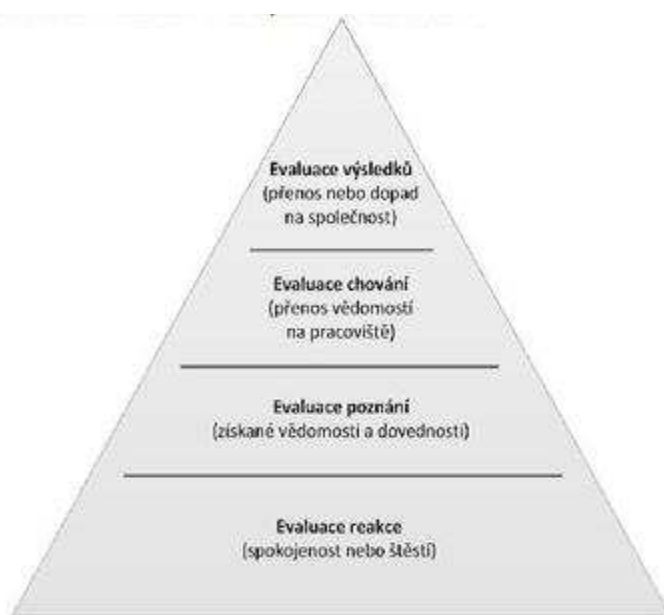 Evaluace výsledků
(přenos nebo dopad
na společnost)
Evaluace chování
(přenos vědomostí
na pracoviště)
Evaluace poznání
(získané vědomosti a dovednosti)
Evaluace reakce
(spokojenost nebo štěstí)